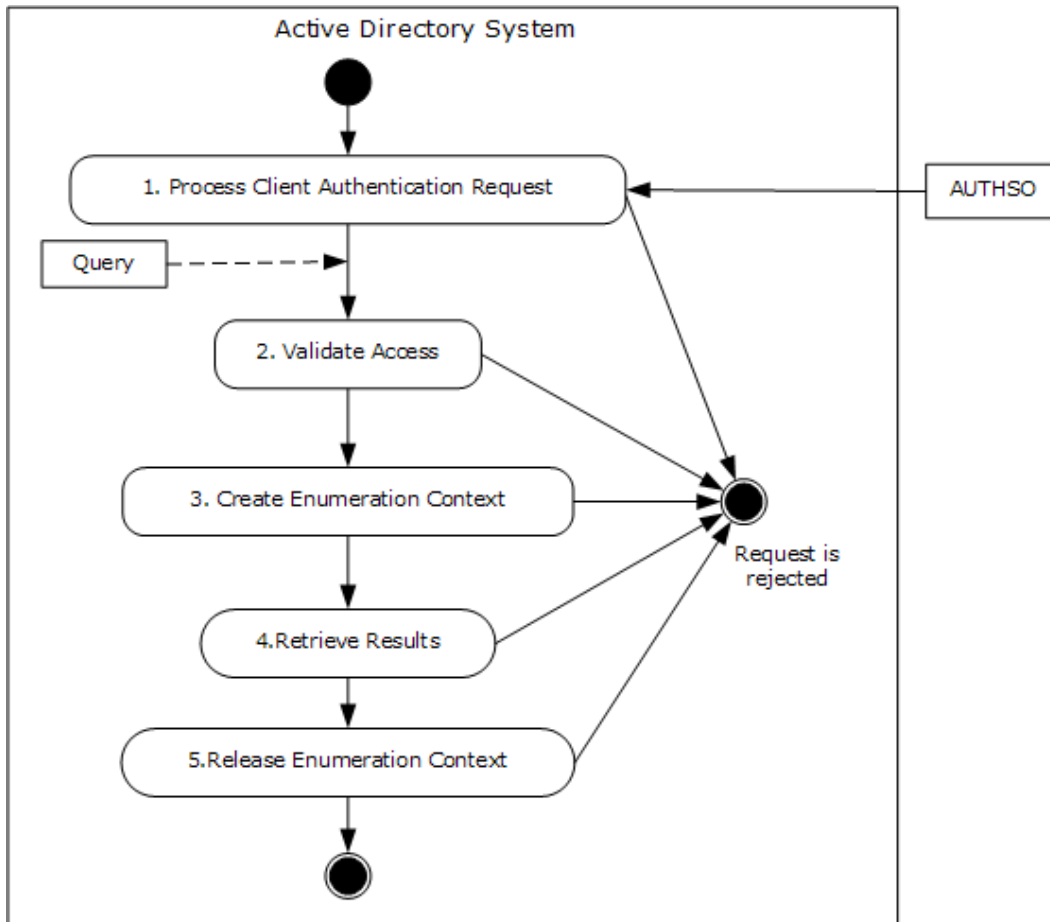 Active Directory System
1. Process Client Authentication Request
AUTHSO
Query
2. Validate Access
3. Create Enumeration Context
Request is
rejected
4.Retrieve Results
5.Release Enumeration Context